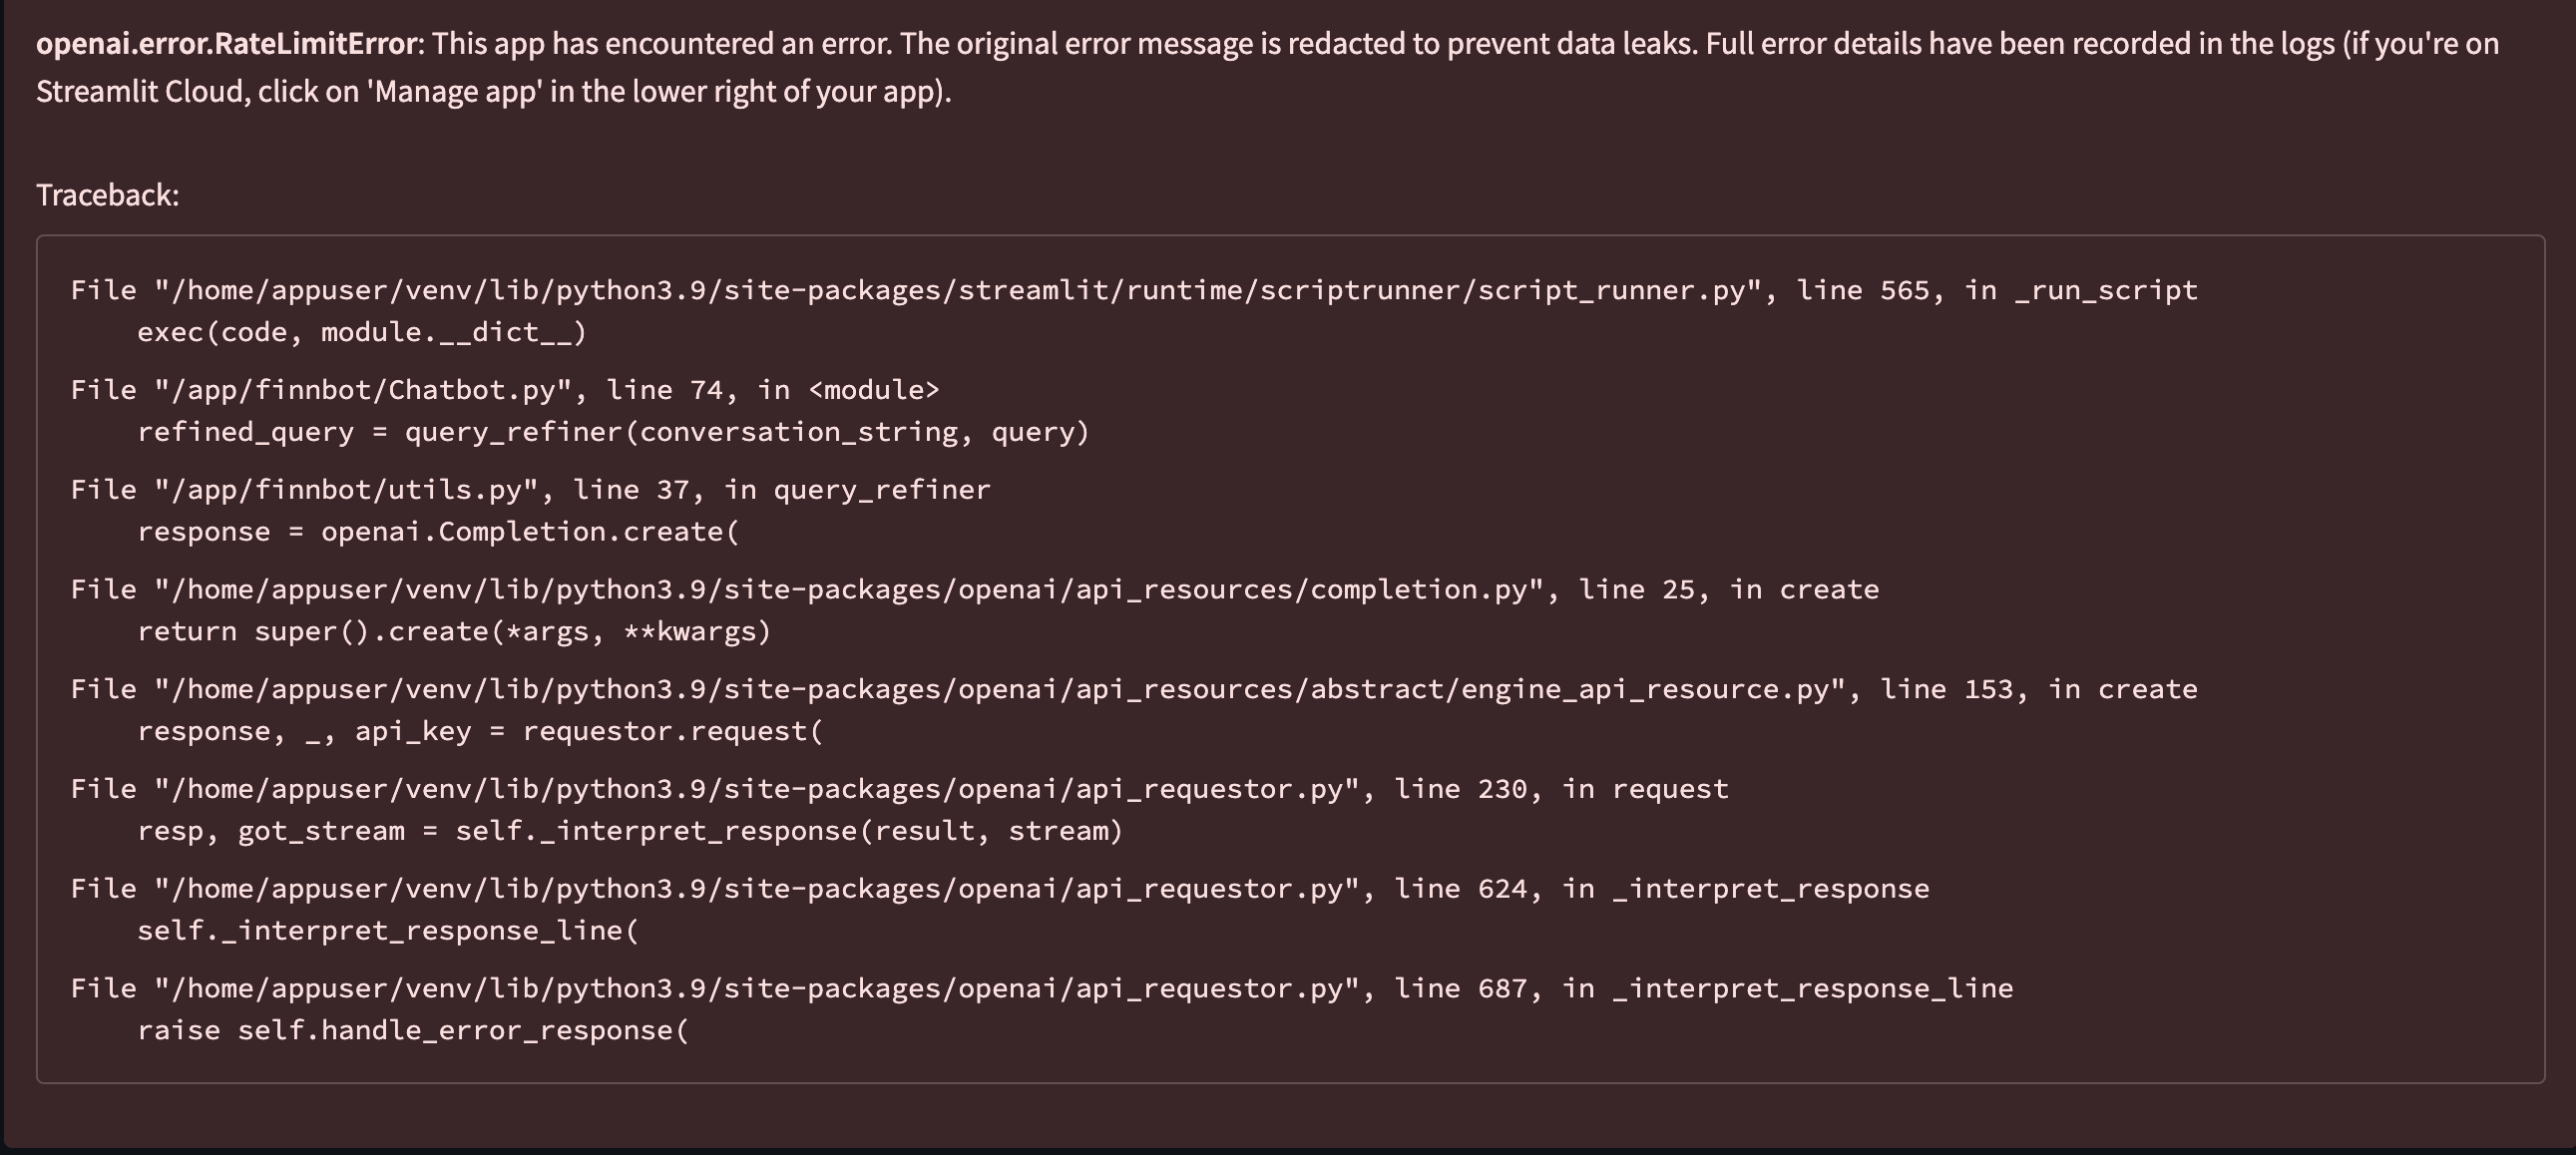 openai.error.RateLimitError: This app has encountered an error. The original error message is redacted to prevent data leaks. Full error details have been recorded in the logs (if you're on
Streamlit Cloud, click on 'Manage app' in the lower right of your app).
Traceback:
File "/home/appuser/venv/lib/python3.9/site-packages/streamlit/runtime/scriptrunner/script_runner.py", line 565, in _run_script
    exec(code, module.__dict__)
File "/app/finnbot/Chatbot.py", line 74, in <module>
    refined_query = query_refiner(conversation_string, query)
File "/app/finnbot/utils.py", line 37, in query_refiner
    response = openai.Completion.create(
File "/home/appuser/venv/lib/python3.9/site-packages/openai/api_resources/completion.py", line 25, in create
    return super().create(*args, **kwargs)
File "/home/appuser/venv/lib/python3.9/site-packages/openai/api_resources/abstract/engine_api_resource.py", line 153, in create
    response, _, api_key = requestor.request(
File "/home/appuser/venv/lib/python3.9/site-packages/openai/api_requestor.py", line 230, in request
    resp, got_stream = self._interpret_response(result, stream)
File "/home/appuser/venv/lib/python3.9/site-packages/openai/api_requestor.py", line 624, in _interpret_response
    self._interpret_response_line(
File "/home/appuser/venv/lib/python3.9/site-packages/openai/api_requestor.py", line 687, in _interpret_response_line
    raise self.handle_error_response(